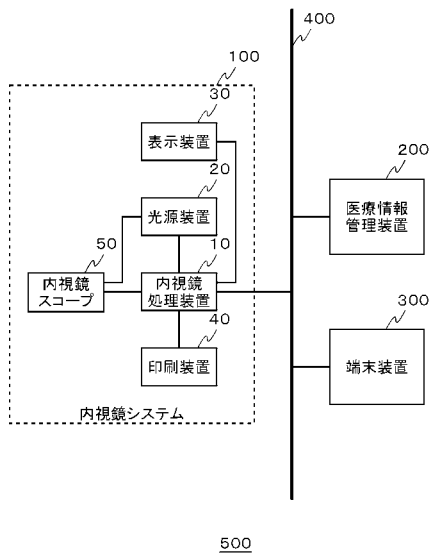 400
100
30
表示装置
20
光源装置
200
医療情報
管理装置
50
10
内視鏡
スコープ
内視鏡
処理装置
40
印刷装置
300
端末装置
内視鏡システム
500